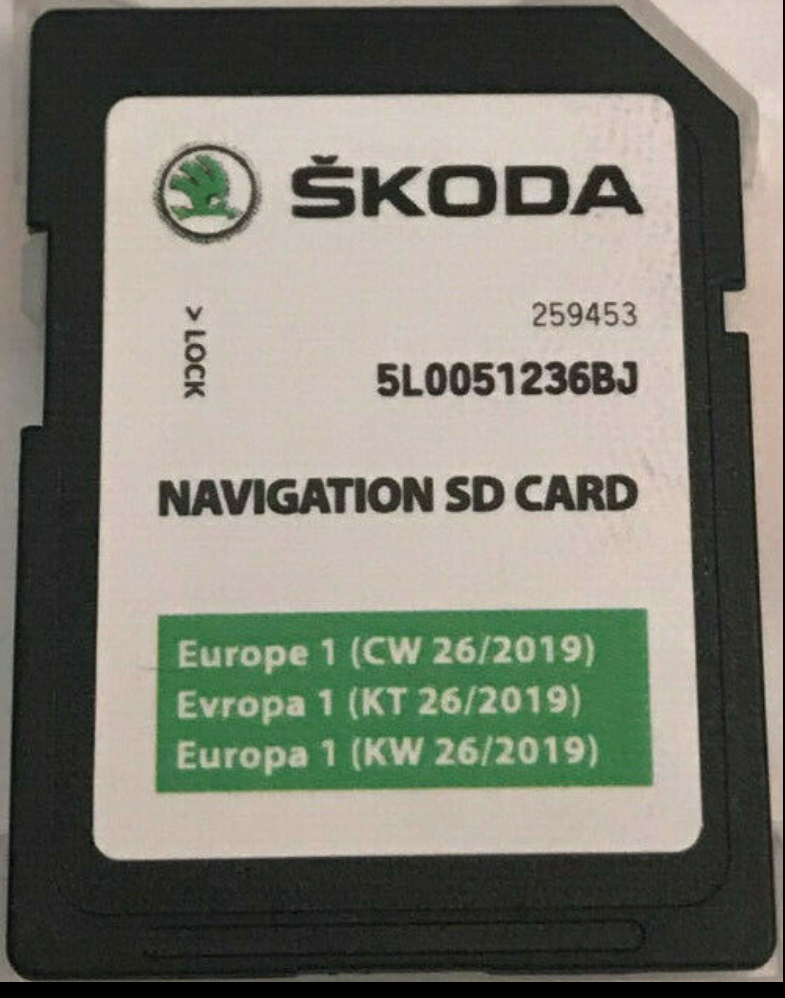 ŠKODA
259453
> LOCK
5L0051236BJ
NAVIGATION SD CARD
Europe 1 (CW 26/2019)
Evropa 1 (KT 26/2019)
Europa 1 (KW 26/2019)